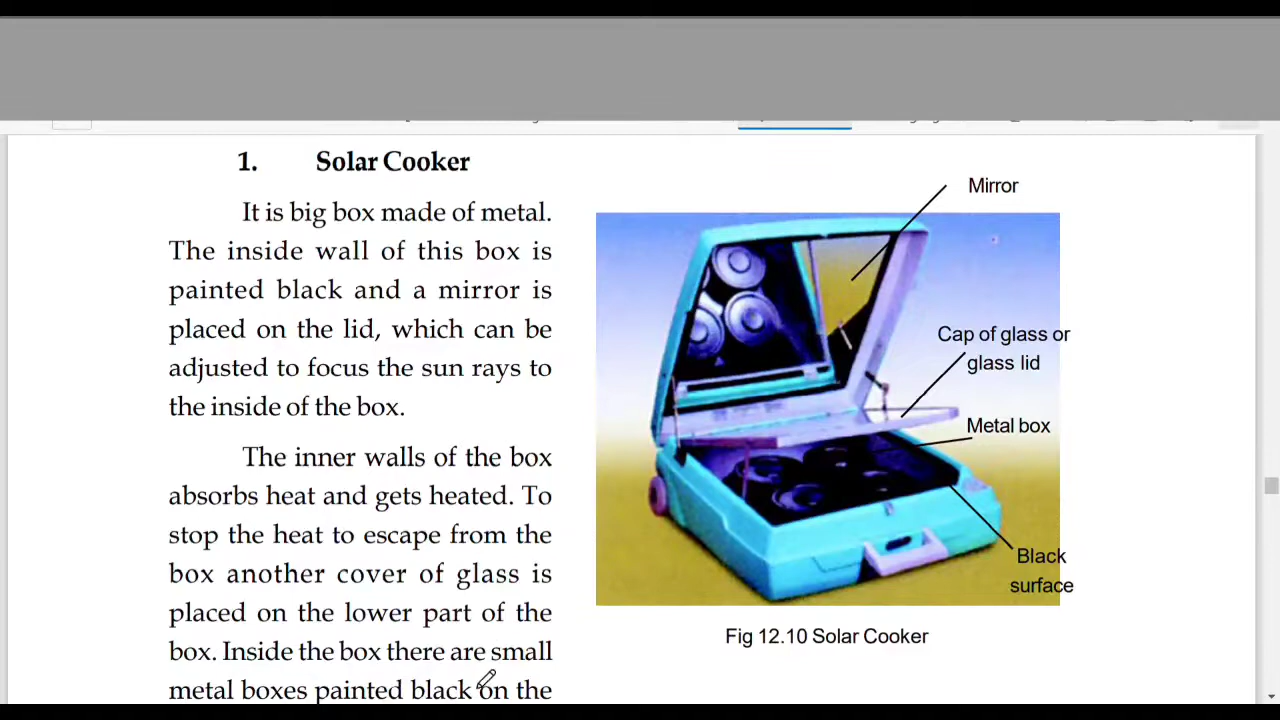 1. Solar Cooker
It is big box made of metal.
The inside wall of this box is
painted black and a mirror is
placed on the lid, which can be
adjusted to focus the sun rays to
the inside of the box.
The inner walls of the box
absorbs heat and gets heated. To
stop the heat to escape from the
box another cover of glass is
placed on the lower part of the
box. Inside the box there are small
metal boxes painted black on the
Mirror
Cap of glass or
glass lid
Metal box
Black
surface
Fig 12.10 Solar Cooker